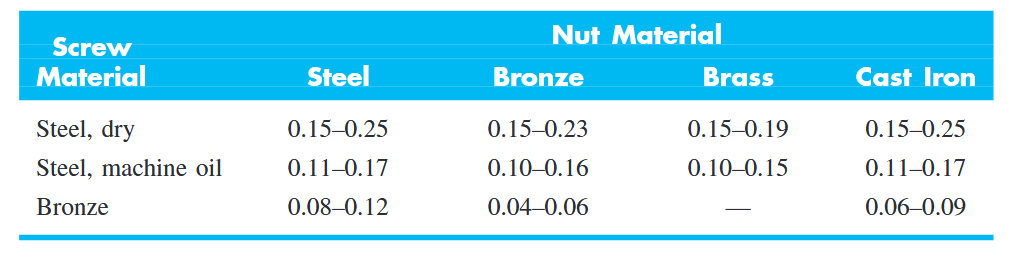 Nut Material
Screw
Material Steel Bronze Brass Cast Iron
Steel, dry 0.15–0.25 0.15–0.23 0.15–0.19 0.15–0.25
Steel, machine oil 0.11–0.17 0.10–0.16 0.10–0.15 0.11–0.17
Bronze 0.08–0.12 0.04–0.06 — 0.06–0.09